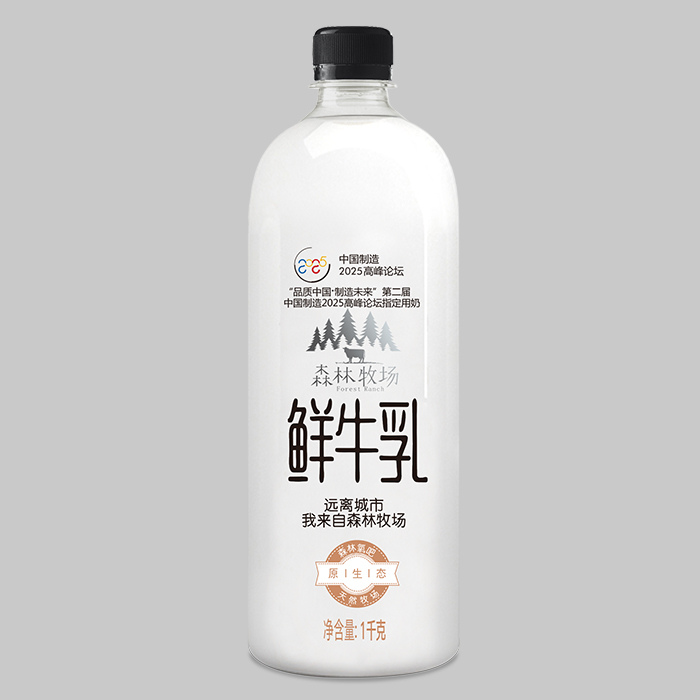 2025
中国制造
2025高峰论坛
“品质中国·制造未来”第二届
中国制造2025高峰论坛指定用奶
森林牧场
Forest Ranch
鲜牛乳
远离城市
我来自森林牧场
森林氧吧
原生态
天然牧场
净含量:1千克